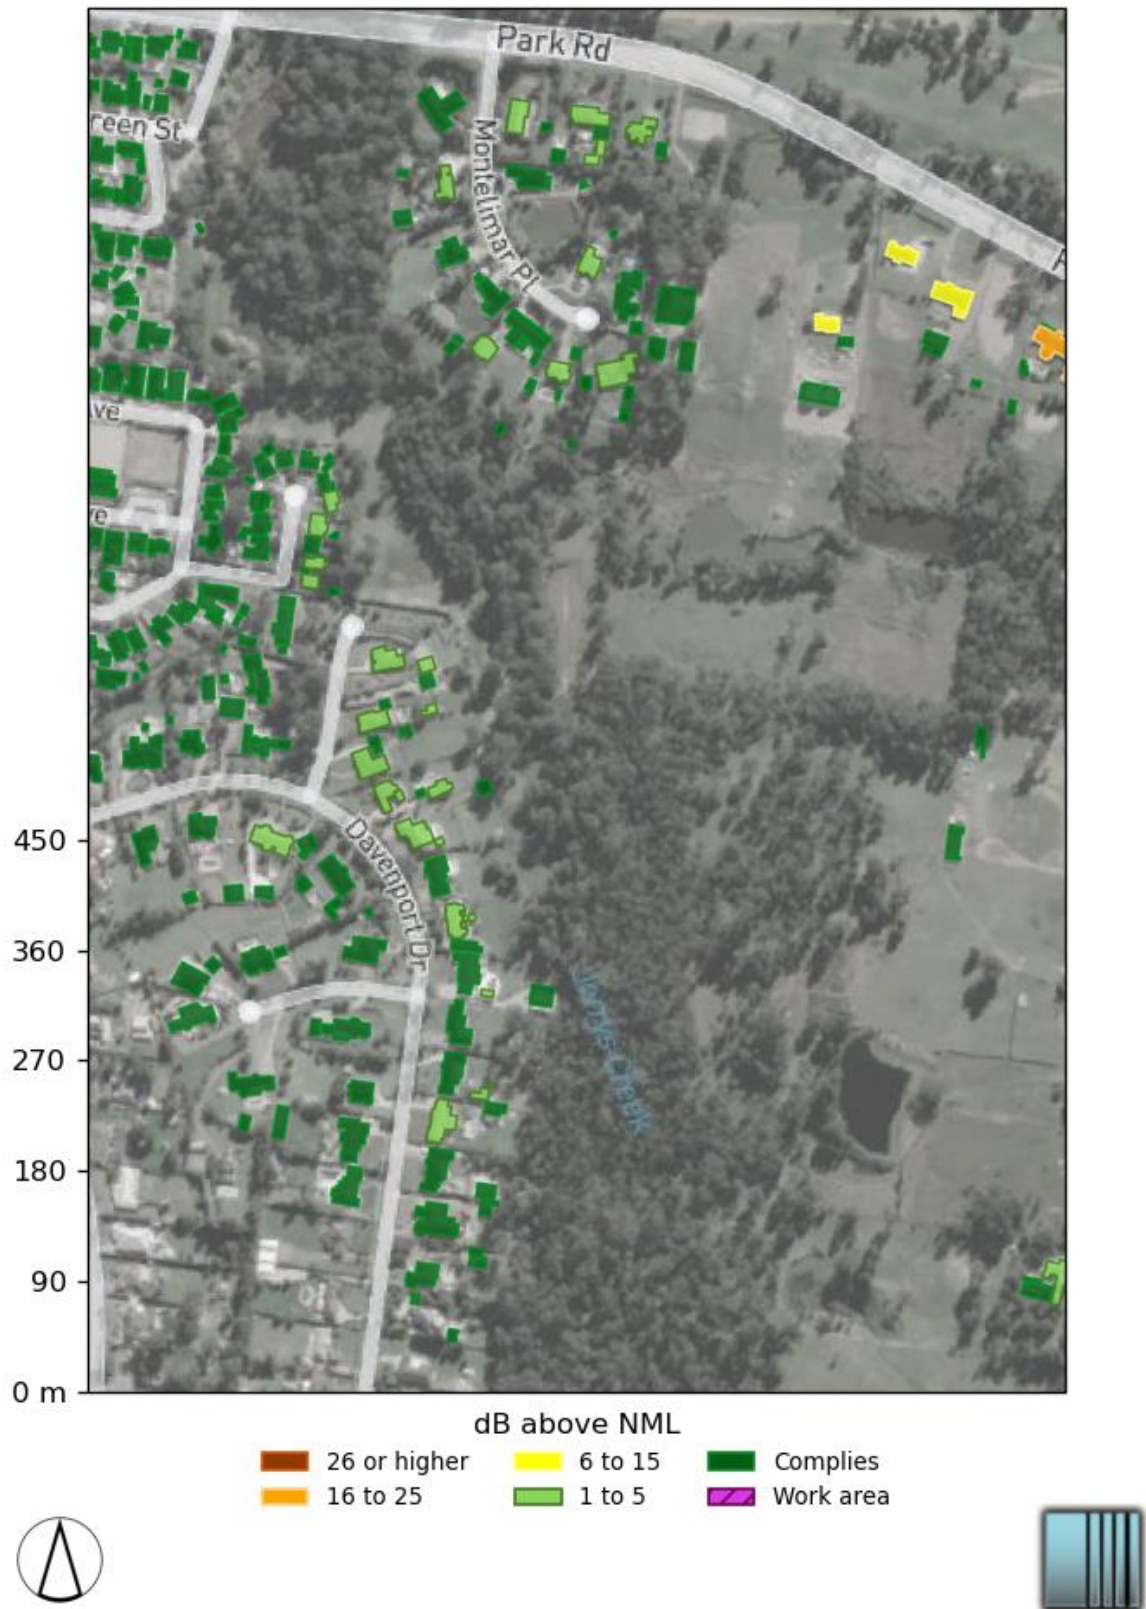 Park Rd
reen St
Montelimar Pl
ve
ve
Davenport Dr
450
360
270
180
90
0 m
dB above NML
26 or higher
6 to 15
Complies
16 to 25
1 to 5
Work area